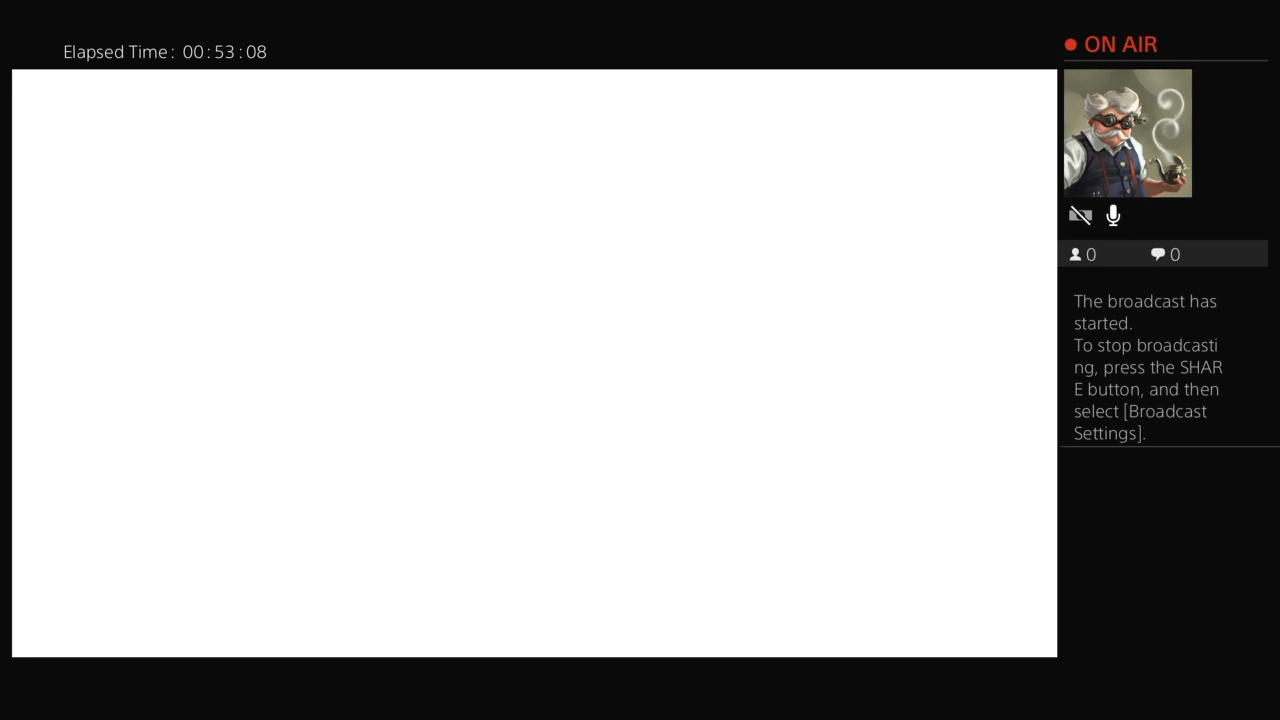 Elapsed Time: 00:53:08
ON AIR
0 0
The broadcast has
started.
To stop broadcasti
ng, press the SHAR
E button, and then
select [Broadcast
Settings].